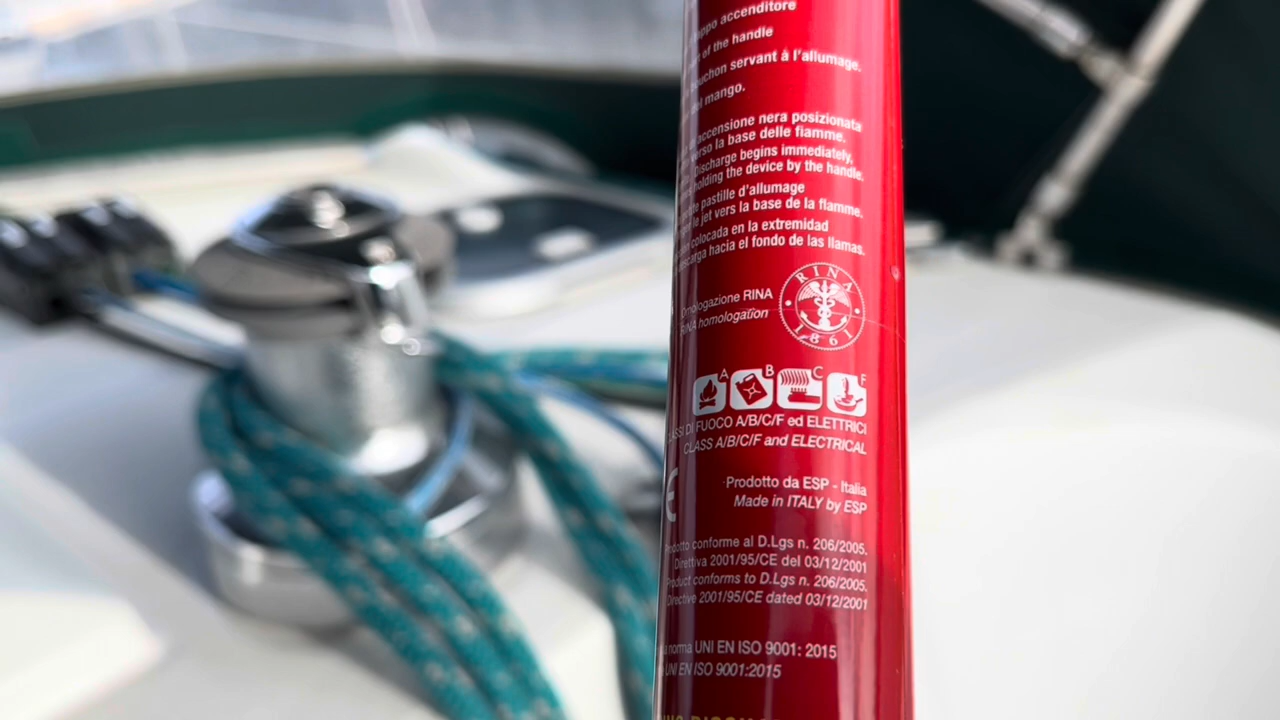 accenditore
of the handle
servant à l'allumage.
mango.
accensione nera posizionata
verso la base delle fiamme.
Discharge begins immediately,
holding the device by the handle.
pastille d'allumage
le jet vers la base de la flamme.
colocada en la extremidad
hacia el fondo de las llamas.
RINA
1861
Omologazione RINA
RINA homologation
A B C F
DI FUOCO A/B/C/F ed ELETTRICI
CLASS A/B/C/F and ELECTRICAL
CE
Prodotto da ESP - Italia
Made in ITALY by ESP
Prodotto conforme al D.Lgs n. 206/2005.
Direttiva 2001/95/CE del 03/12/2001
Product conforms to D.Lgs n. 206/2005.
Directive 2001/95/CE dated 03/12/2001
norma UNI EN ISO 9001: 2015
UNI EN ISO 9001:2015